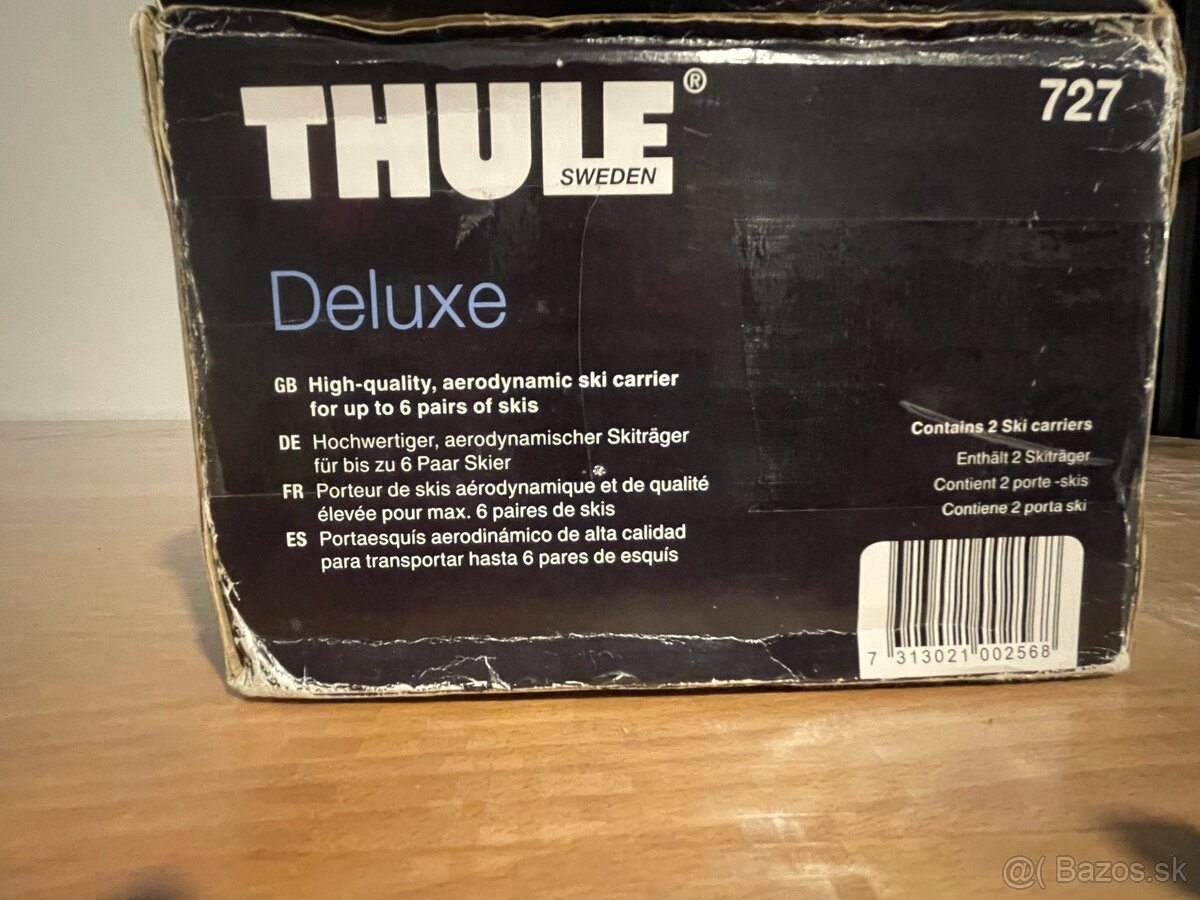 THULE®
SWEDEN
727
Deluxe
GB High-quality, aerodynamic ski carrier
for up to 6 pairs of skis
DE Hochwertiger, aerodynamischer Skiträger
für bis zu 6 Paar Skier
FR Porteur de skis aérodynamique et de qualité
élevée pour max. 6 paires de skis
ES Portaesquís aerodinámico de alta calidad
para transportar hasta 6 pares de esquís
Contains 2 Ski carriers
Enthält 2 Skiträger
Contient 2 porte -skis
Contiene 2 porta ski
7 313021 002568
@( Bazos.sk